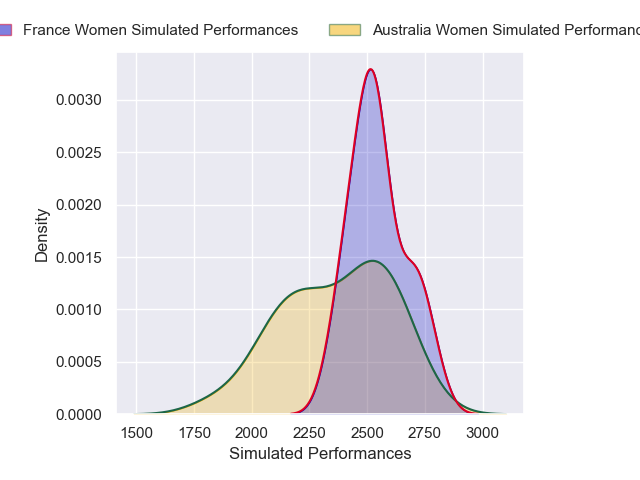 France Women Simulated Performances
Australia Women Simulated
0.0030
0.0025
0.0020
0.0015
0.0010
0.0005
0.0000
Density
1500 1750 2000 2250 2500 2750 3000
Simulated Performances